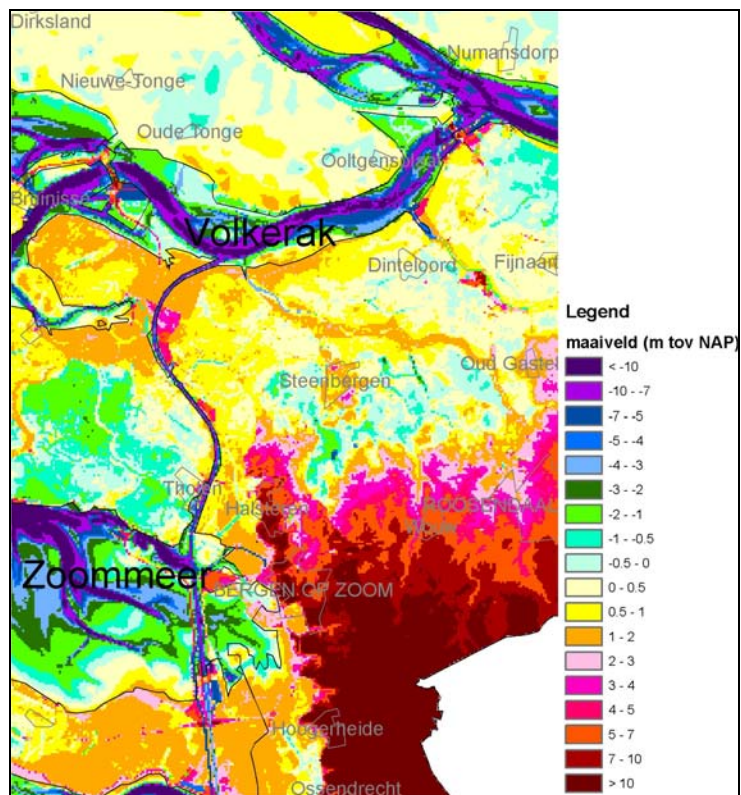 Dirksland
Numansdorp
Nieuwe-Tonge
Oude Tonge
Ooltgensplaat
Bruinisse
Volkerak
Dinteloord
Fijnaart
Oud Gastel
Steenbergen
Tholen
Halsteren
ROOSENDAAL
Wouw
Zoommeer
BERGEN OP ZOOM
Hoogerheide
Ossendrecht
Legend
maaiveld (m tov NAP)
< -10
-10 - -7
-7 - -5
-5 - -4
-4 - -3
-3 - -2
-2 - -1
-1 - -0.5
-0.5 - 0
0 - 0.5
0.5 - 1
1 - 2
2 - 3
3 - 4
4 - 5
5 - 7
7 - 10
> 10